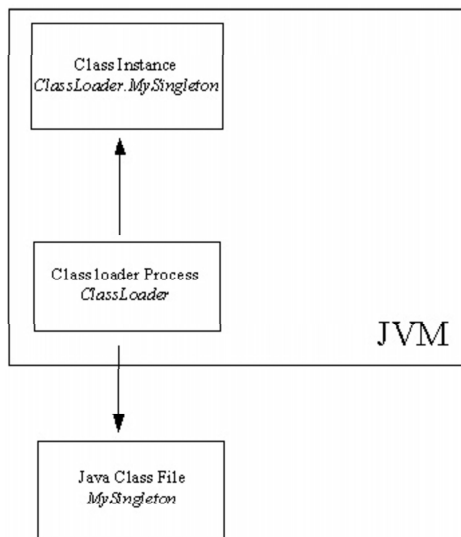 Class Instance
ClassLoader.MySingleton
Classloader Process
ClassLoader
JVM
Java Class File
MySingleton